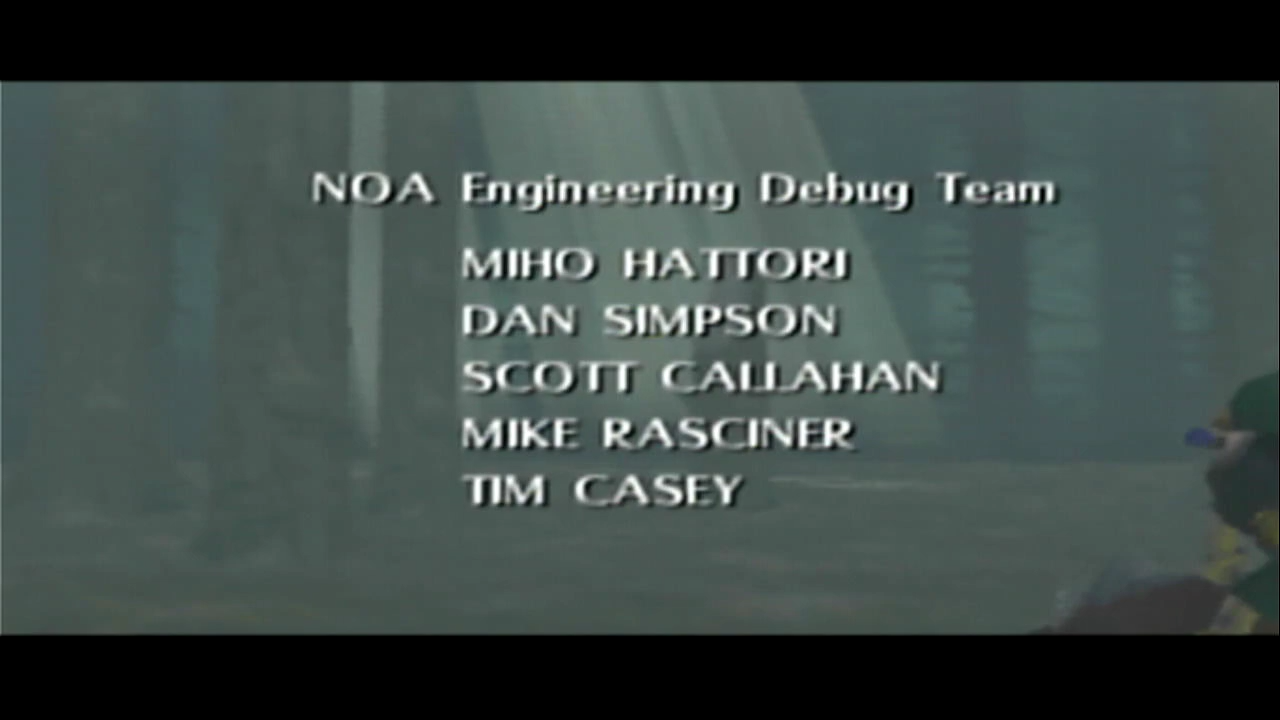 NOA Engineering Debug Team
MIHO HATTORI
DAN SIMPSON
SCOTT CALLAHAN
MIKE RASCINER
TIM CASEY